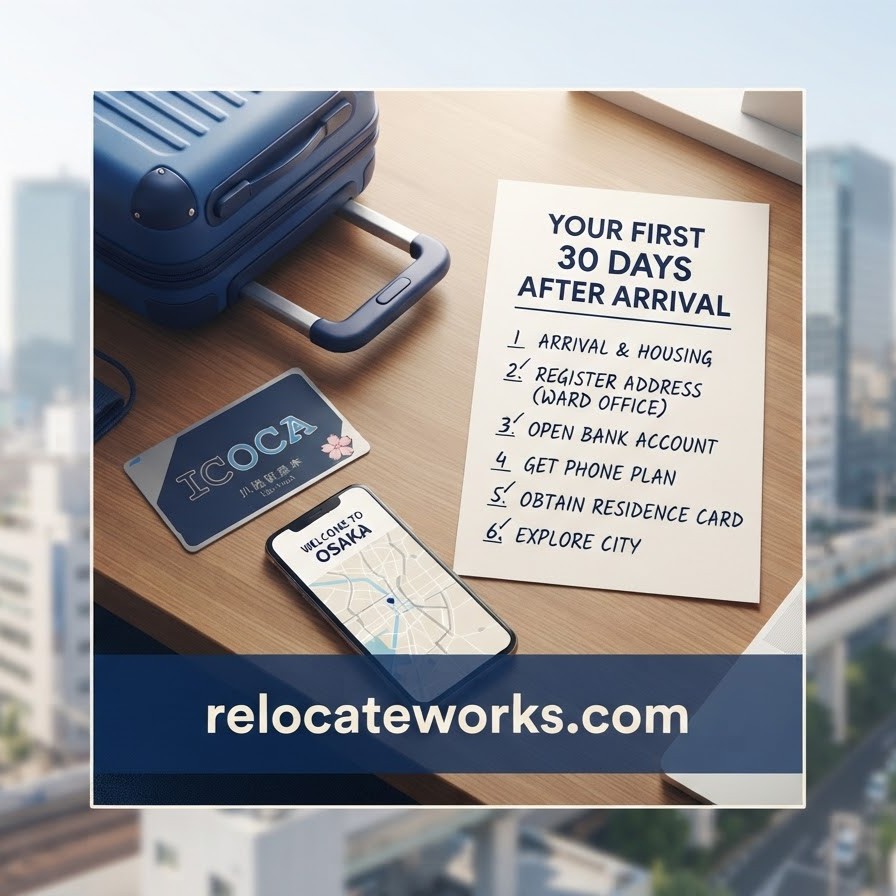 YOUR FIRST
30 DAYS
AFTER ARRIVAL
1 ARRIVAL & HOUSING
2. REGISTER ADDRESS
(WARD OFFICE)
3. OPEN BANK ACCOUNT
4 GET PHONE PLAN
5. OBTAIN RESIDENCE CARD
6. EXPLORE CITY
ICOCA
WELCOME TO
OSAKA
relocateworks.com